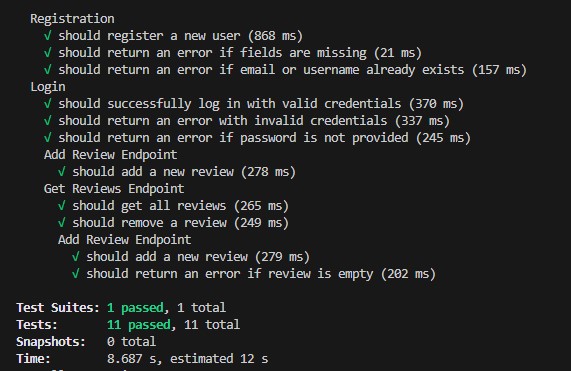 Registration
√ should register a new user (868 ms)
√ should return an error if fields are missing (21 ms)
√ should return an error if email or username already exists (157 ms)
Login
√ should successfully log in with valid credentials (370 ms)
√ should return an error with invalid credentials (337 ms)
√ should return an error if password is not provided (245 ms)
Add Review Endpoint
√ should add a new review (278 ms)
Get Reviews Endpoint
√ should get all reviews (265 ms)
√ should remove a review (249 ms)
Add Review Endpoint
√ should add a new review (279 ms)
√ should return an error if review is empty (202 ms)
Test Suites: 1 passed, 1 total
Tests: 11 passed, 11 total
Snapshots: 0 total
Time: 8.687 s, estimated 12 s